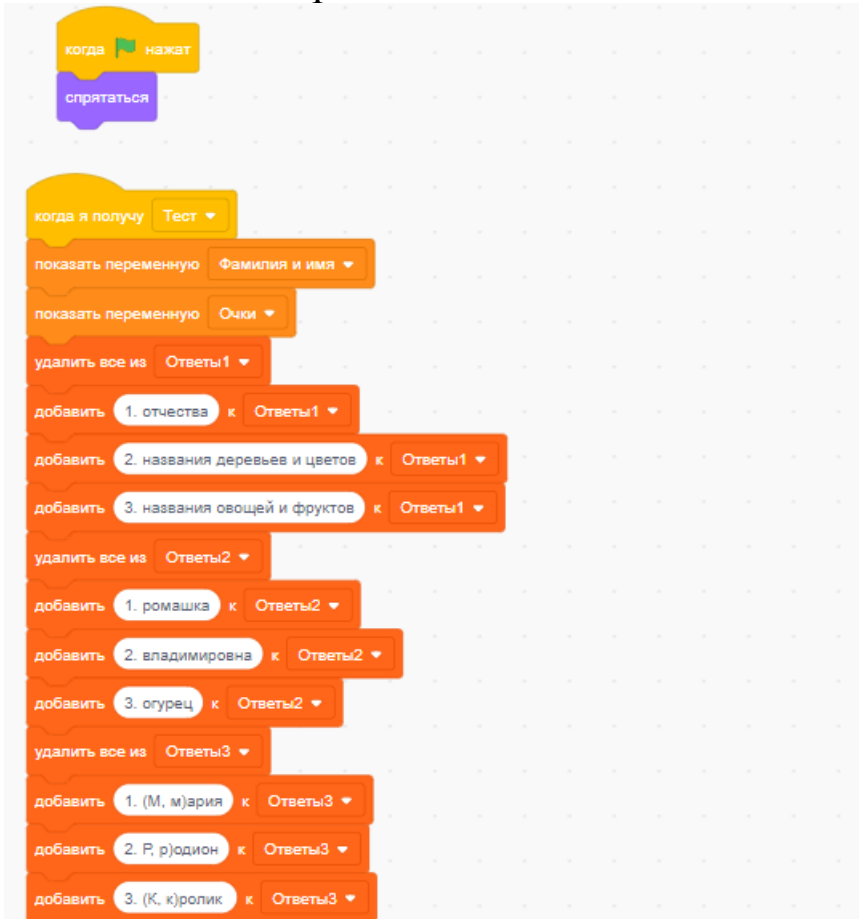 когда нажат
спрятаться
когда я получу Тест
показать переменную Фамилия и имя
показать переменную Очки
удалить все из Ответы1
добавить 1. отчества к Ответы1
добавить 2. названия деревьев и цветов к Ответы1
добавить 3. названия овощей и фруктов к Ответы1
удалить все из Ответы2
добавить 1. ромашка к Ответы2
добавить 2. владимировна к Ответы2
добавить 3. огурец к Ответы2
удалить все из Ответы3
добавить 1. (М, м)ария к Ответы3
добавить 2. Р, р)одион к Ответы3
добавить 3. (К, к)ролик к Ответы3